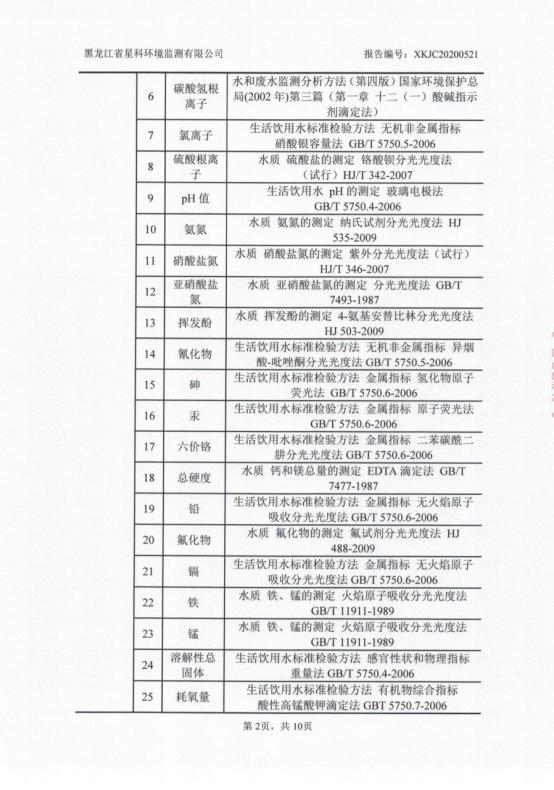 黑龙江省星科环境监测有限公司 报告编号：XKJC20200521
6 碳酸氢根离子 水和废水监测分析方法（第四版）国家环境保护总
局(2002 年)第三篇（第一章 十二（一）酸碱指示
剂滴定法）
7 氯离子 生活饮用水标准检验方法 无机非金属指标
硝酸银容量法 GB/T 5750.5-2006
8 硫酸根离子 水质 硫酸盐的测定 铬酸钡分光光度法
（试行）HJ/T 342-2007
9 pH 值 生活饮用水 pH 的测定 玻璃电极法
GB/T 5750.4-2006
10 氨氮 水质 氨氮的测定 纳氏试剂分光光度法 HJ
535-2009
11 硝酸盐氮 水质 硝酸盐氮的测定 紫外分光光度法（试行）
HJ/T 346-2007
12 亚硝酸盐氮 水质 亚硝酸盐氮的测定 分光光度法 GB/T
7493-1987
13 挥发酚 水质 挥发酚的测定 4-氨基安替比林分光光度法
HJ 503-2009
14 氰化物 生活饮用水标准检验方法 无机非金属指标 异烟
酸-吡唑酮分光光度法 GB/T 5750.5-2006
15 砷 生活饮用水标准检验方法 金属指标 氢化物原子
荧光法 GB/T 5750.6-2006
16 汞 生活饮用水标准检验方法 金属指标 原子荧光法
GB/T 5750.6-2006
17 六价铬 生活饮用水标准检验方法 金属指标 二苯碳酰二
肼分光光度法 GB/T 5750.6-2006
18 总硬度 水质 钙和镁总量的测定 EDTA 滴定法 GB/T
7477-1987
19 铅 生活饮用水标准检验方法 金属指标 无火焰原子
吸收分光光度法 GB/T 5750.6-2006
20 氟化物 水质 氟化物的测定 氟试剂分光光度法 HJ
488-2009
21 镉 生活饮用水标准检验方法 金属指标 无火焰原子
吸收分光光度法 GB/T 5750.6-2006
22 铁 水质 铁、锰的测定 火焰原子吸收分光光度法
GB/T 11911-1989
23 锰 水质 铁、锰的测定 火焰原子吸收分光光度法
GB/T 11911-1989
24 溶解性总固体 生活饮用水标准检验方法 感官性状和物理指标
重量法 GB/T 5750.4-2006
25 耗氧量 生活饮用水标准检验方法 有机物综合指标
酸性高锰酸钾滴定法 GBT 5750.7-2006
第 2页，共 10页